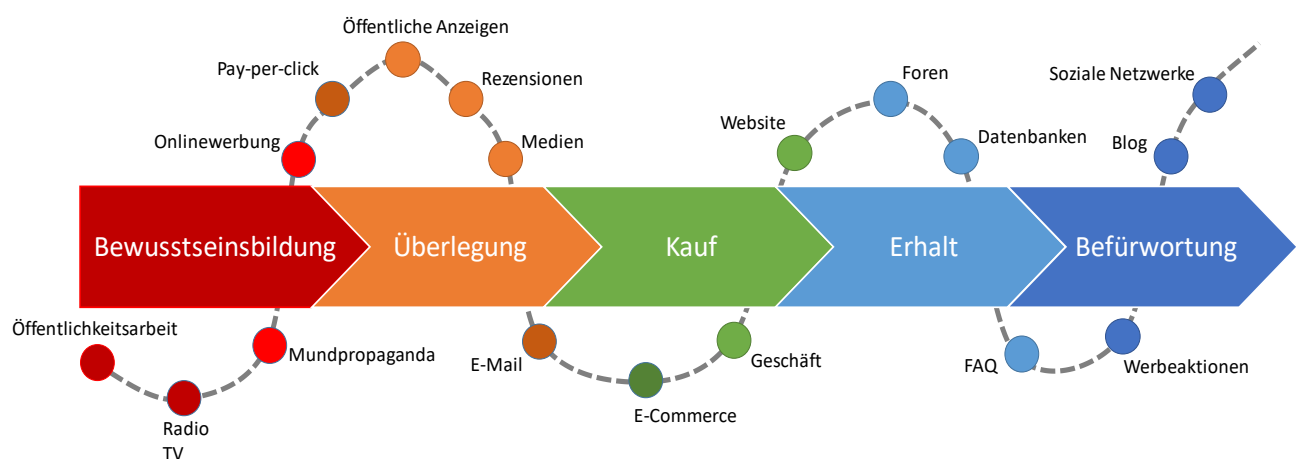 Öffentliche Anzeigen
Pay-per-click
Rezensionen
Onlinewerbung
Medien
Foren
Website
Datenbanken
Soziale Netzwerke
Blog
Bewusstseinsbildung
Überlegung
Kauf
Erhalt
Befürwortung
Öffentlichkeitsarbeit
Mundpropaganda
Radio
TV
E-Mail
E-Commerce
Geschäft
FAQ
Werbeaktionen